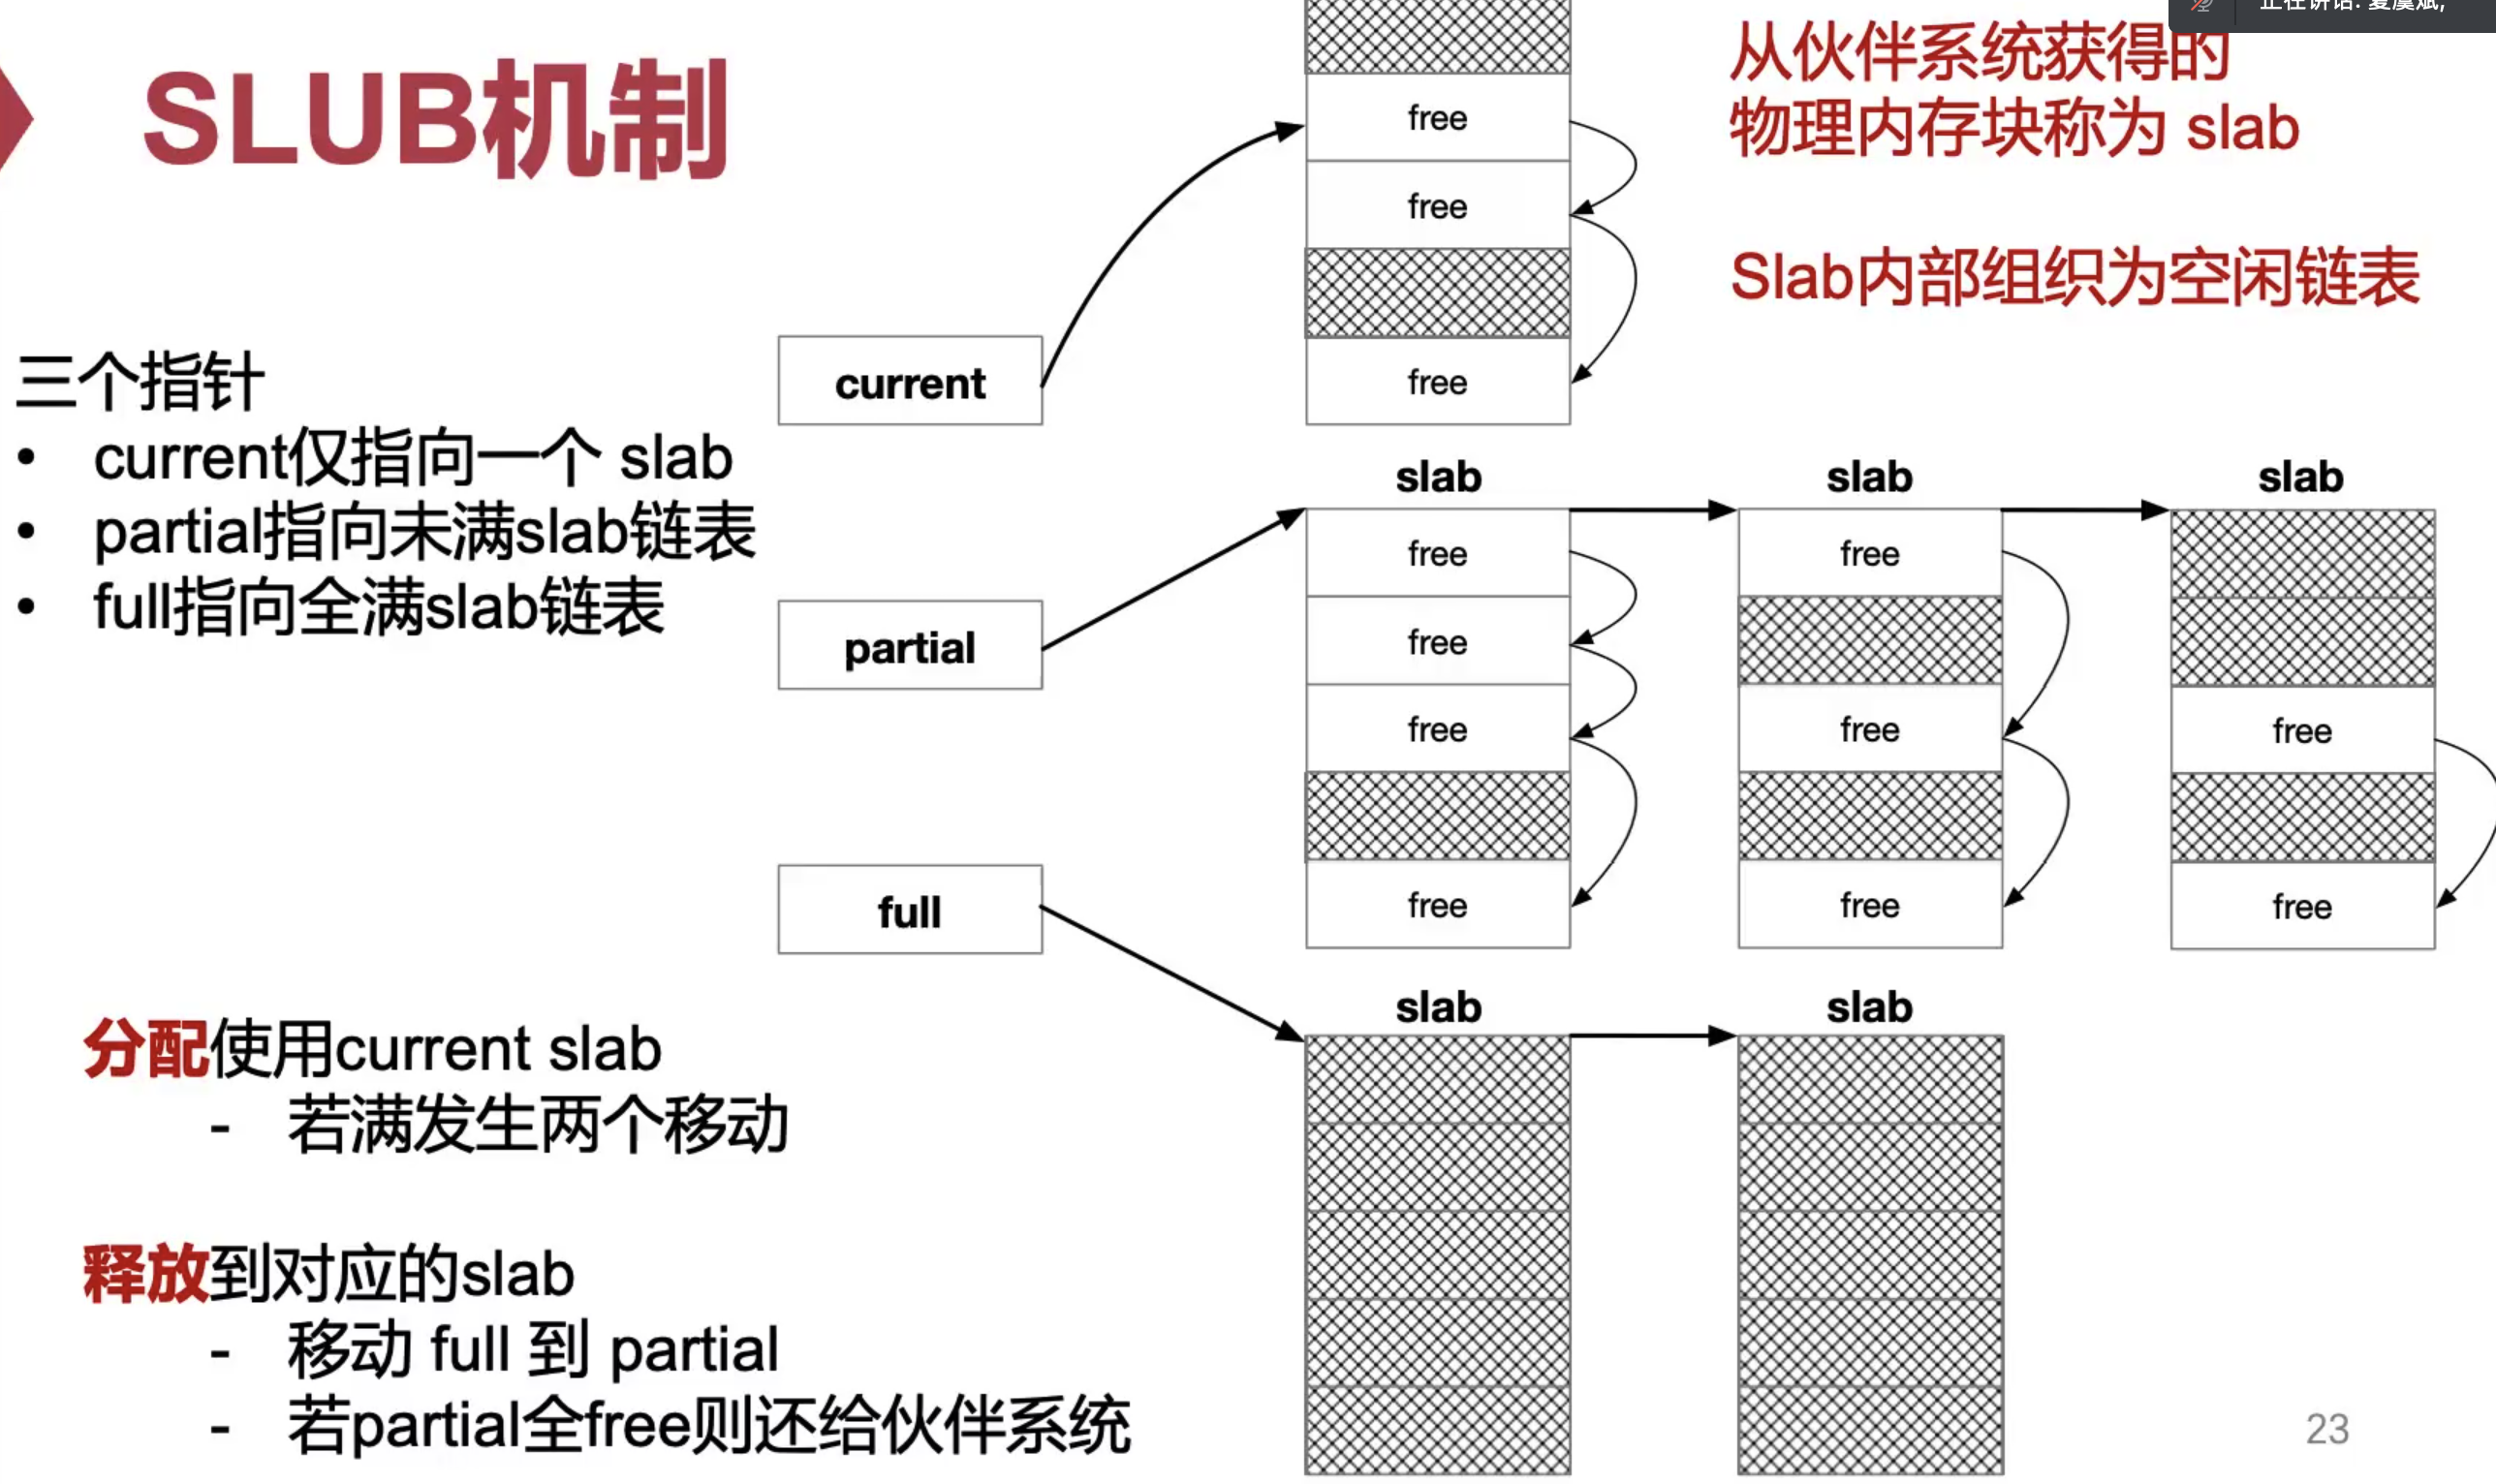 正在讲话: 夏虞斌,
SLUB机制
从伙伴系统获得的
物理内存块称为 slab
Slab内部组织为空闲链表
三个指针
• current仅指向一个 slab
• partial指向未满slab链表
• full指向全满slab链表
current
free
free
free
partial
slab
slab
slab
free
free
free
free
free
free
free
free
free
full
slab
slab
分配使用current slab
- 若满发生两个移动
释放到对应的slab
- 移动 full 到 partial
- 若partial全free则还给伙伴系统
23